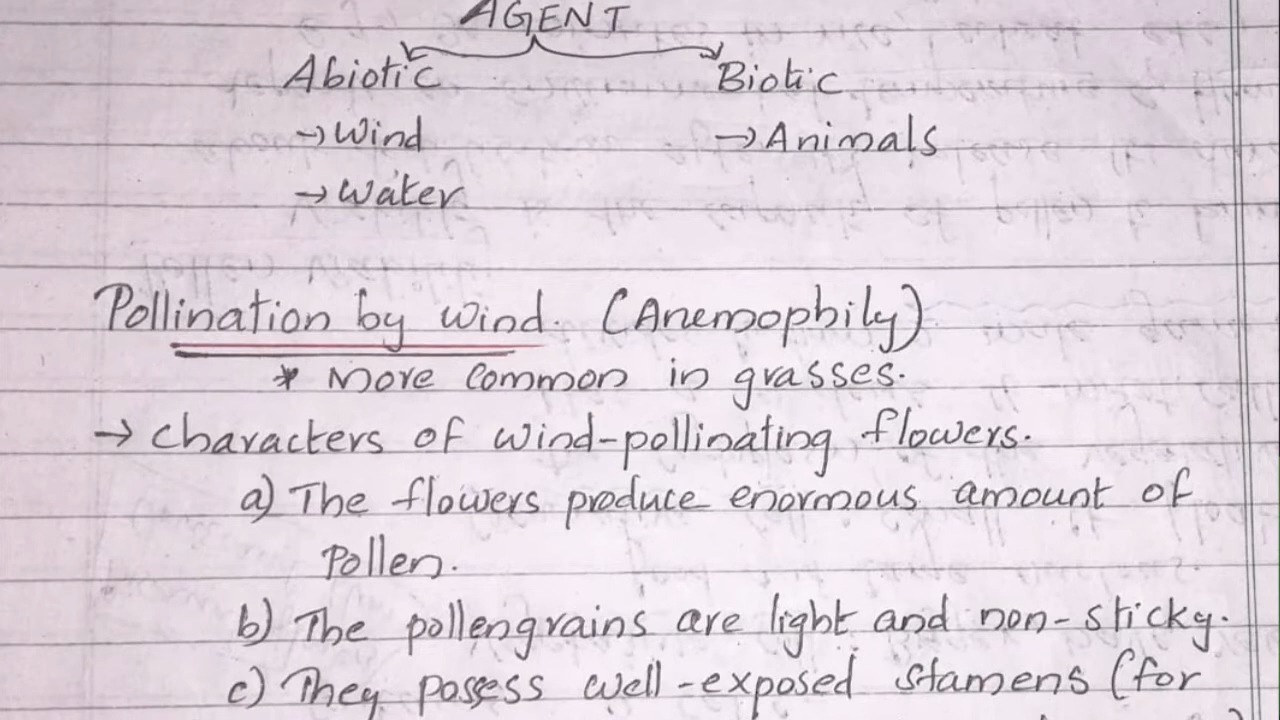 AGENT
Abiotic Biotic
→ Wind → Animals
→ Water
Pollination by wind. (Anemophily)
* More common in grasses.
→ Characters of wind-pollinating flowers.
a) The flowers produce enormous amount of
Pollen.
b) The pollengrains are light and non-sticky.
c) They possess well-exposed stamens (for